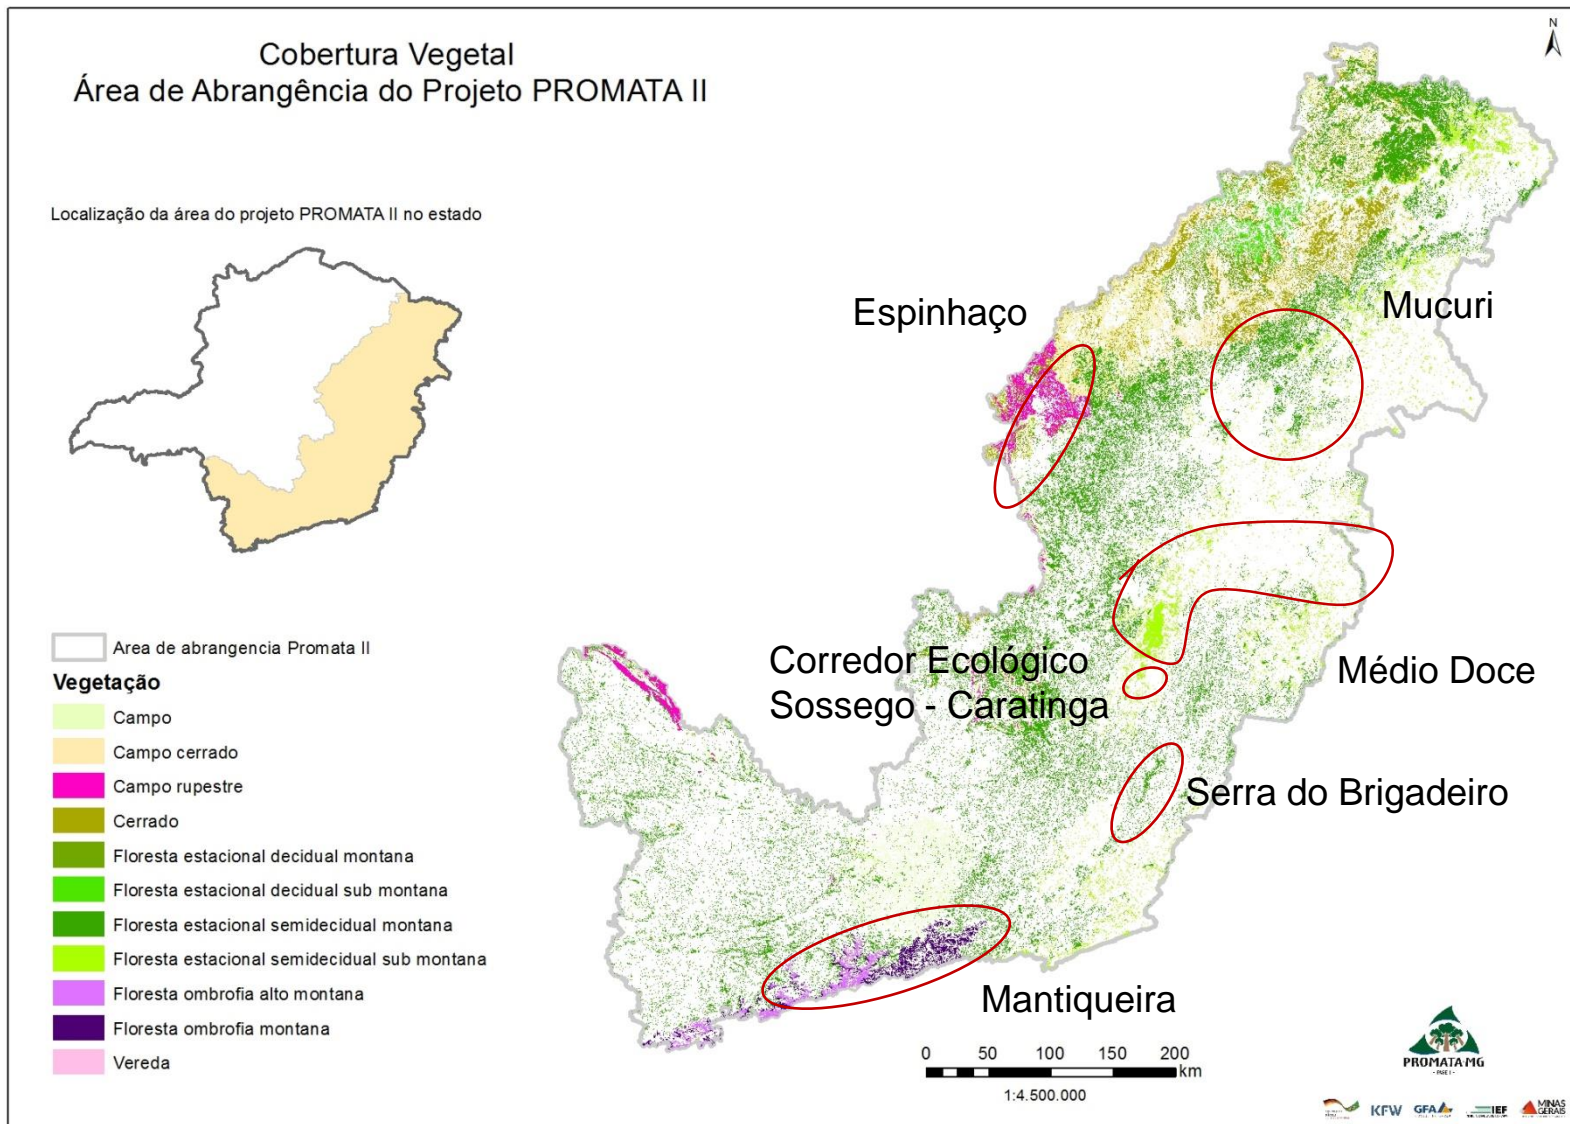 Cobertura Vegetal
Área de Abrangência do Projeto PROMATA II
N
Localização da área do projeto PROMATA II no estado
Espinhaço
Mucuri
Corredor Ecológico
Sossego - Caratinga
Médio Doce
Serra do Brigadeiro
Mantiqueira
Area de abrangencia Promata II
Vegetação
Campo
Campo cerrado
Campo rupestre
Cerrado
Floresta estacional decidual montana
Floresta estacional decidual sub montana
Floresta estacional semidecidual montana
Floresta estacional semidecidual sub montana
Floresta ombrofia alto montana
Floresta ombrofia montana
Vereda
0 50 100 150 200
km
1:4.500.000
PROMATA·MG
KFW GFA IEF MINAS GERAIS